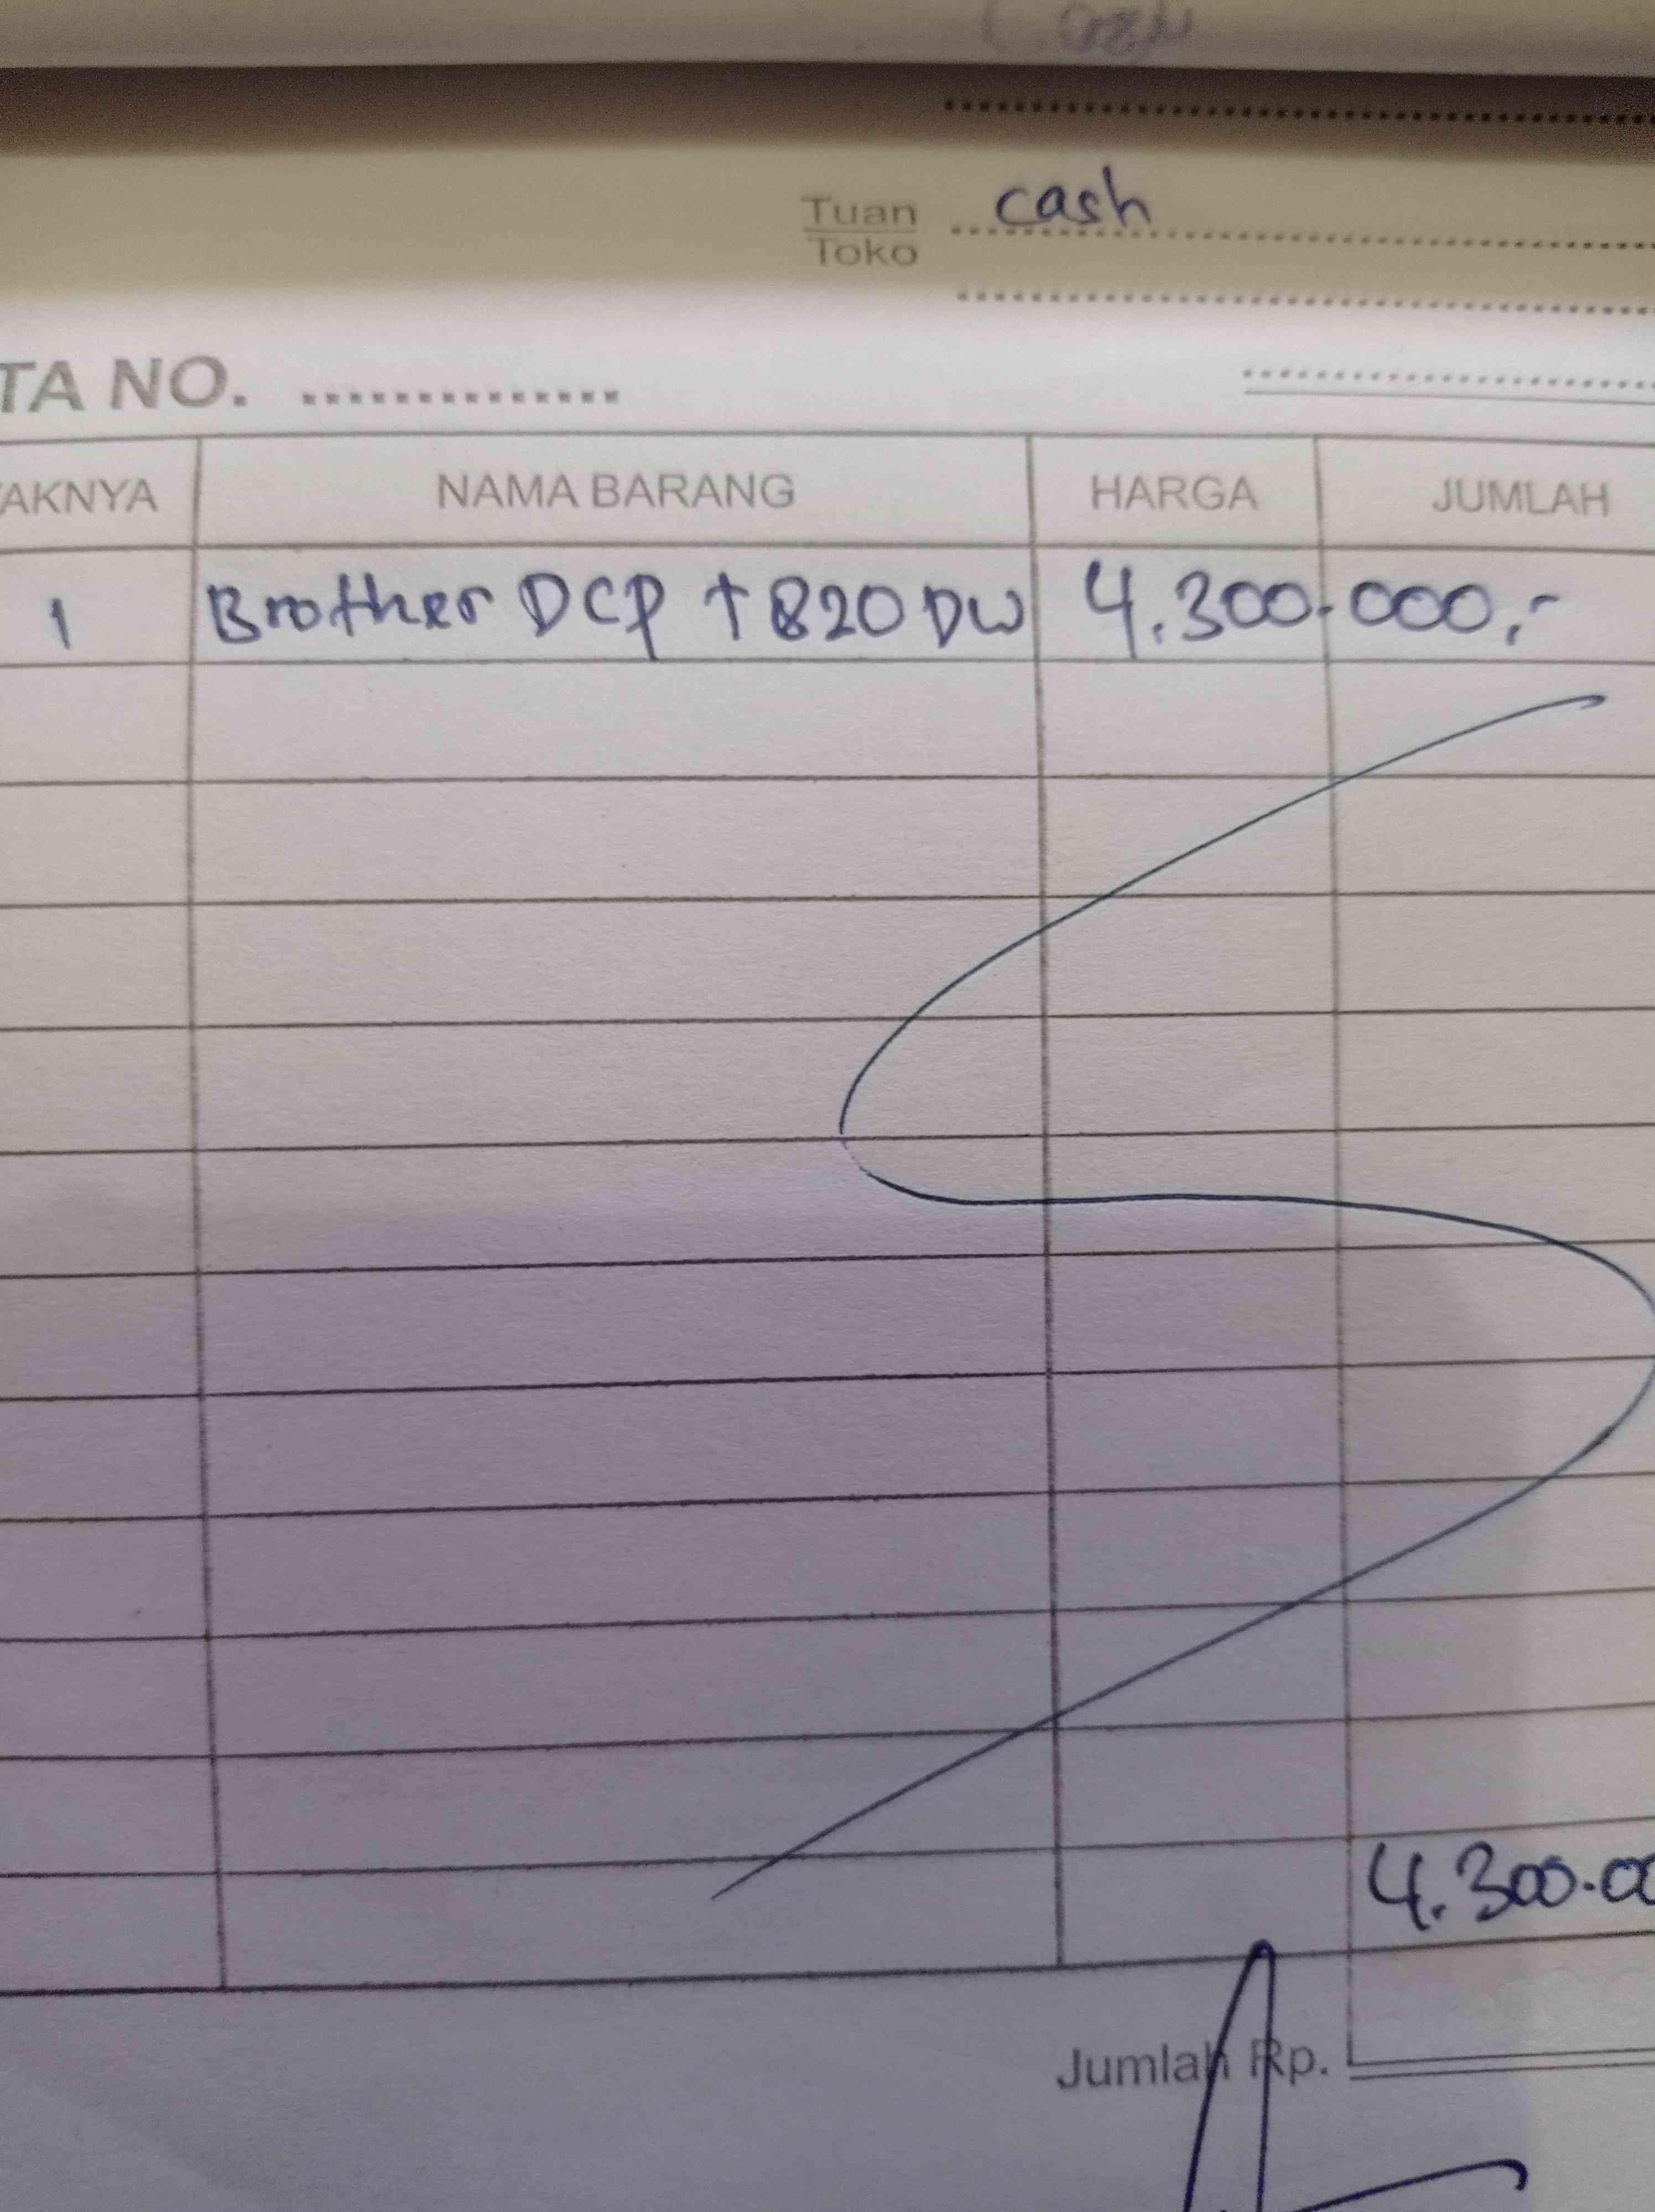 Tuan cash
Toko
TA NO. ...............
AKNYA NAMA BARANG HARGA JUMLAH
1 Brother DCP T820 DW 4.300.000,-
4.300.00
Jumlah Rp.